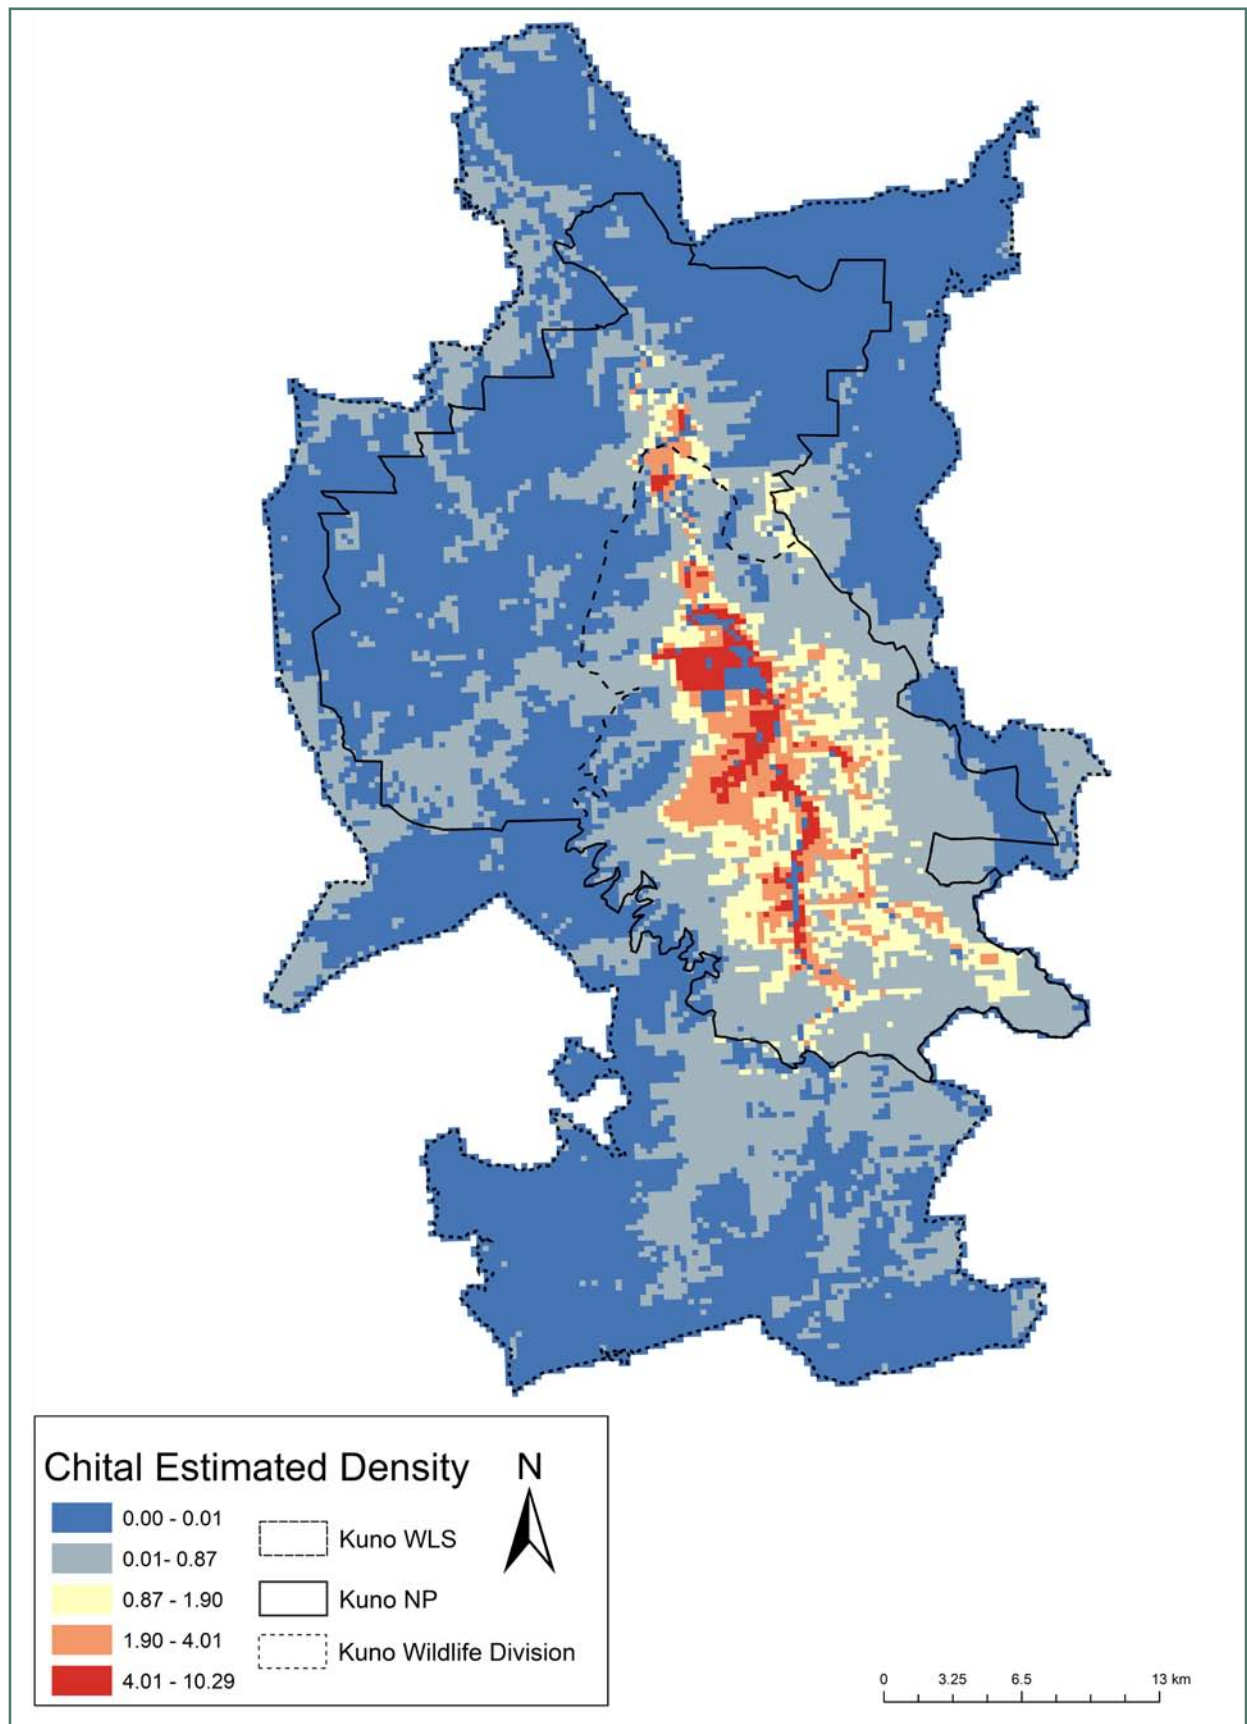 Chital Estimated Density
N
0.00 - 0.01
0.01- 0.87
0.87 - 1.90
1.90 - 4.01
4.01 - 10.29
Kuno WLS
Kuno NP
Kuno Wildlife Division
0 3.25 6.5 13 km